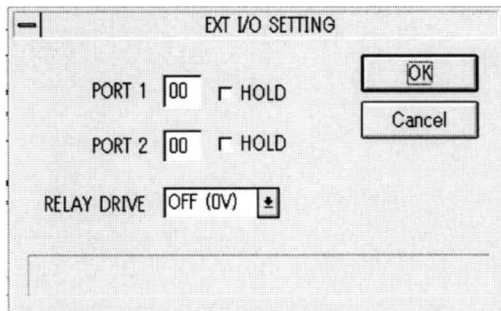 EXT I/O SETTING
PORT 1 00 HOLD
OK
PORT 2 00 HOLD
Cancel
RELAY DRIVE OFF (0V)